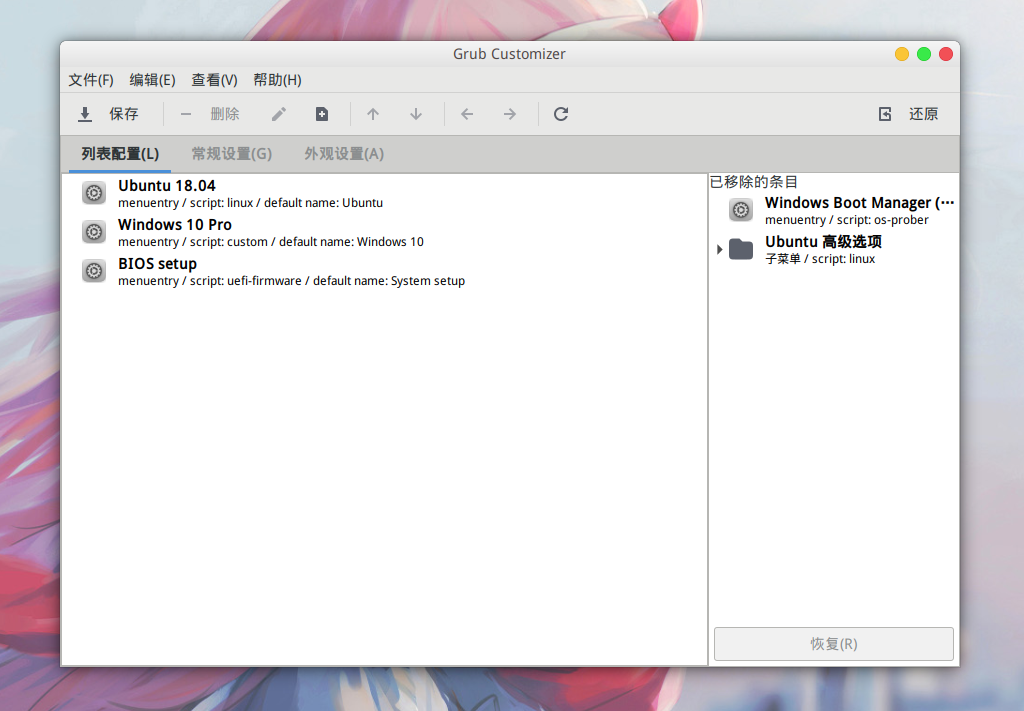 Grub Customizer
文件(F) 编辑(E) 查看(V) 帮助(H)
保存 删除 还原
列表配置(L) 常规设置(G) 外观设置(A)
Ubuntu 18.04
menuentry / script: linux / default name: Ubuntu
Windows 10 Pro
menuentry / script: custom / default name: Windows 10
BIOS setup
menuentry / script: uefi-firmware / default name: System setup
已移除的条目
Windows Boot Manager (⋯
menuentry / script: os-prober
Ubuntu 高级选项
子菜单 / script: linux
恢复(R)